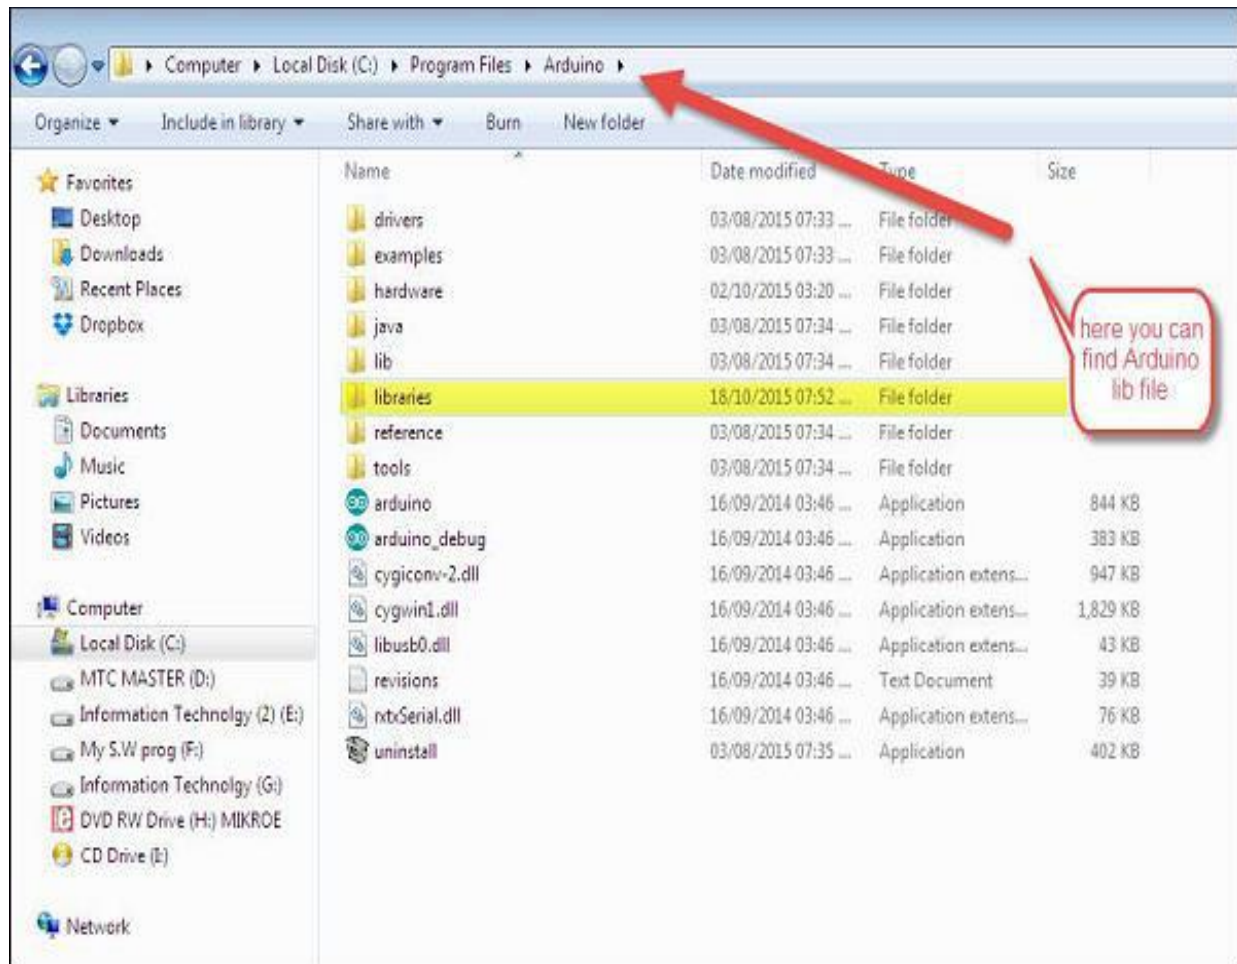 Computer Local Disk (C:) Program Files Arduino
Organize Include in library Share with Burn New folder
Name Date modified Type Size
Favorites
Desktop
Downloads
Recent Places
Dropbox
Libraries
Documents
Music
Pictures
Videos
Computer
Local Disk (C:)
MTC MASTER (D:)
Information Technolgy (2) (E:)
My S.W prog (F:)
Information Technolgy (G:)
DVD RW Drive (H:) MIKROE
CD Drive (I:)
Network
drivers 03/08/2015 07:33 ... File folder
examples 03/08/2015 07:33 ... File folder
hardware 02/10/2015 03:20 ... File folder
java 03/08/2015 07:34 ... File folder
lib 03/08/2015 07:34 ... File folder
libraries 18/10/2015 07:52 ... File folder
reference 03/08/2015 07:34 ... File folder
tools 03/08/2015 07:34 ... File folder
arduino 16/09/2014 03:46 ... Application 844 KB
arduino_debug 16/09/2014 03:46 ... Application 383 KB
cygiconv-2.dll 16/09/2014 03:46 ... Application extens... 947 KB
cygwin1.dll 16/09/2014 03:46 ... Application extens... 1,829 KB
libusb0.dll 16/09/2014 03:46 ... Application extens... 43 KB
revisions 16/09/2014 03:46 ... Text Document 39 KB
rxtxSerial.dll 16/09/2014 03:46 ... Application extens... 76 KB
uninstall 03/08/2015 07:35 ... Application 402 KB
here you can
find Arduino
lib file